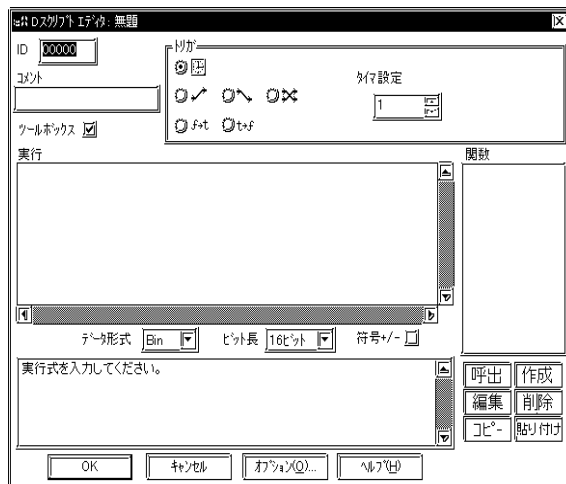 Dｽｸﾘﾌﾟﾄ ｴﾃﾞｨﾀ: 無題
ID 00000
ﾄﾘｶﾞ
ｺﾒﾝﾄ
ﾀｲﾏ設定
1
f→t
t→f
ﾂｰﾙﾎﾞｯｸｽ
実行
関数
ﾃﾞｰﾀ形式 Bin ﾋﾞｯﾄ長 16ﾋﾞｯﾄ 符号+/-
実行式を入力してください。
呼出 作成
編集 削除
ｺﾋﾟｰ 貼り付け
OK ｷｬﾝｾﾙ ｵﾌﾟｼｮﾝ(O)... ﾍﾙﾌﾟ(H)